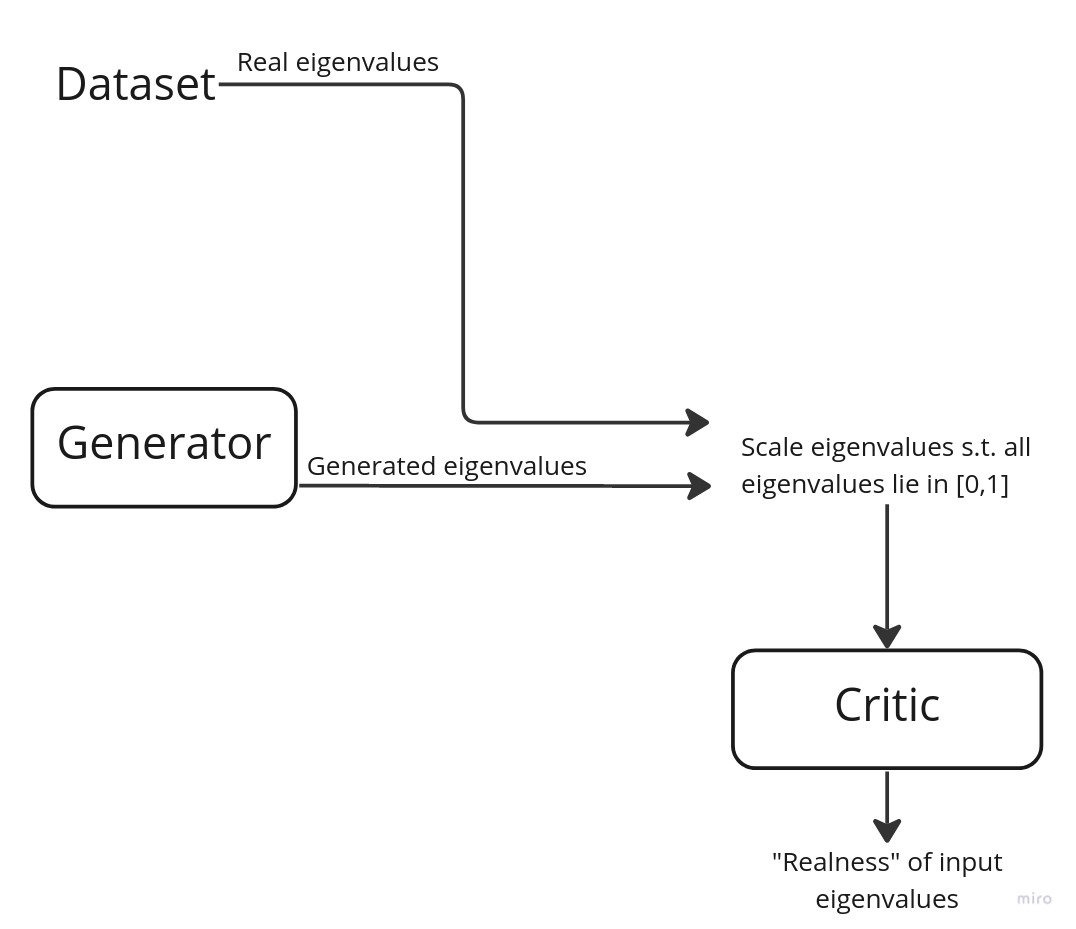 Real eigenvalues
Dataset
Generator
Generated eigenvalues
Scale eigenvalues s.t. all
eigenvalues lie in [0,1]
Critic
"Realness" of input
eigenvalues
miro